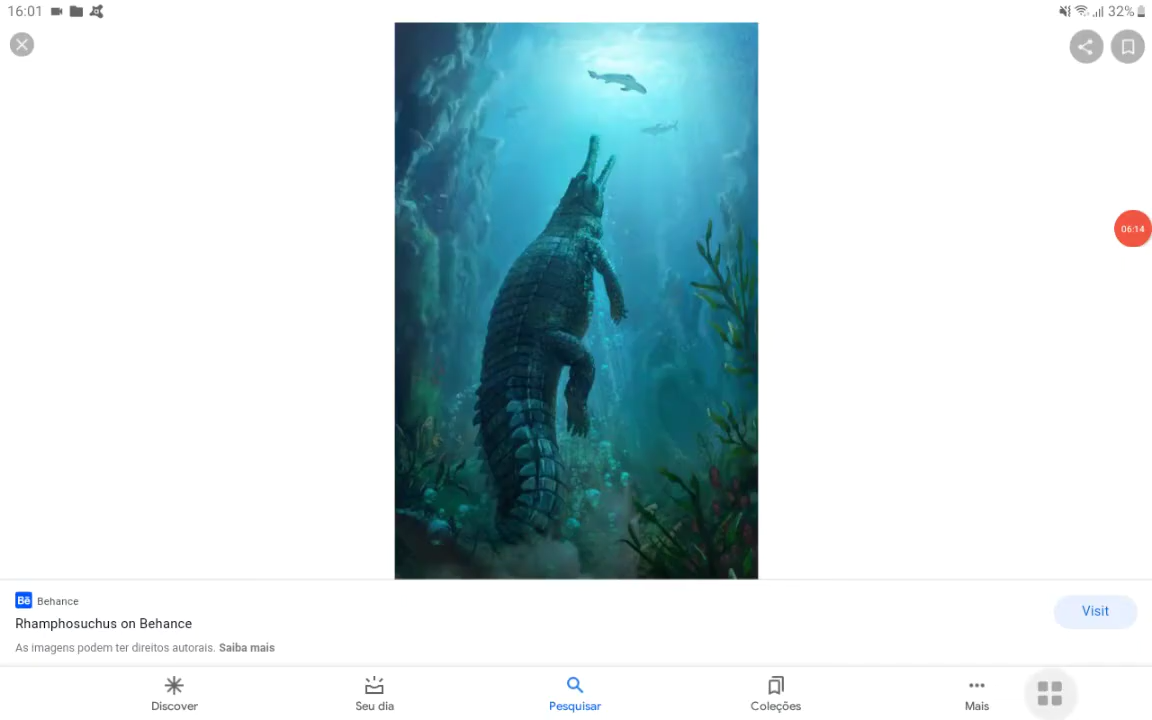 16:01
32%
06:14
Bē Behance
Rhamphosuchus on Behance
Visit
As imagens podem ter direitos autorais. Saiba mais
Discover
Seu dia
Pesquisar
Coleções
Mais